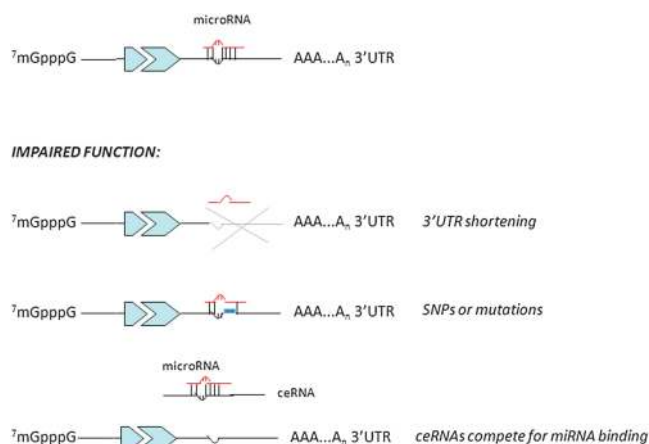 microRNA
⁷mGpppG AAA...Aₙ 3'UTR
IMPAIRED FUNCTION:
⁷mGpppG AAA...Aₙ 3'UTR 3'UTR shortening
⁷mGpppG AAA...Aₙ 3'UTR SNPs or mutations
microRNA
ceRNA
⁷mGpppG AAA...Aₙ 3'UTR ceRNAs compete for miRNA binding